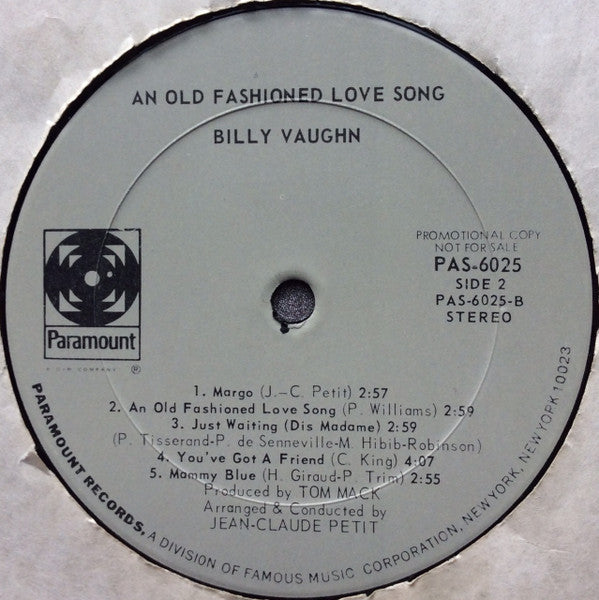 AN OLD FASHIONED LOVE SONG
BILLY VAUGHN
PROMOTIONAL COPY
NOT FOR SALE
PAS-6025
SIDE 2
PAS-6025-B
STEREO
Paramount
A G+W COMPANY ®
1. Margo (J.-C. Petit) 2:57
2. An Old Fashioned Love Song (P. Williams) 2:59
3. Just Waiting (Dis Madame) 2:59
(P. Tisserand-P. de Senneville-M. Hibib-Robinson)
4. You've Got A Friend (C. King) 4:07
5. Mammy Blue (H. Giraud-P. Trim) 2:55
Produced by TOM MACK
Arranged & Conducted by
JEAN-CLAUDE PETIT
PARAMOUNT RECORDS, A DIVISION OF FAMOUS MUSIC CORPORATION, NEW YORK, NEW YORK 10023